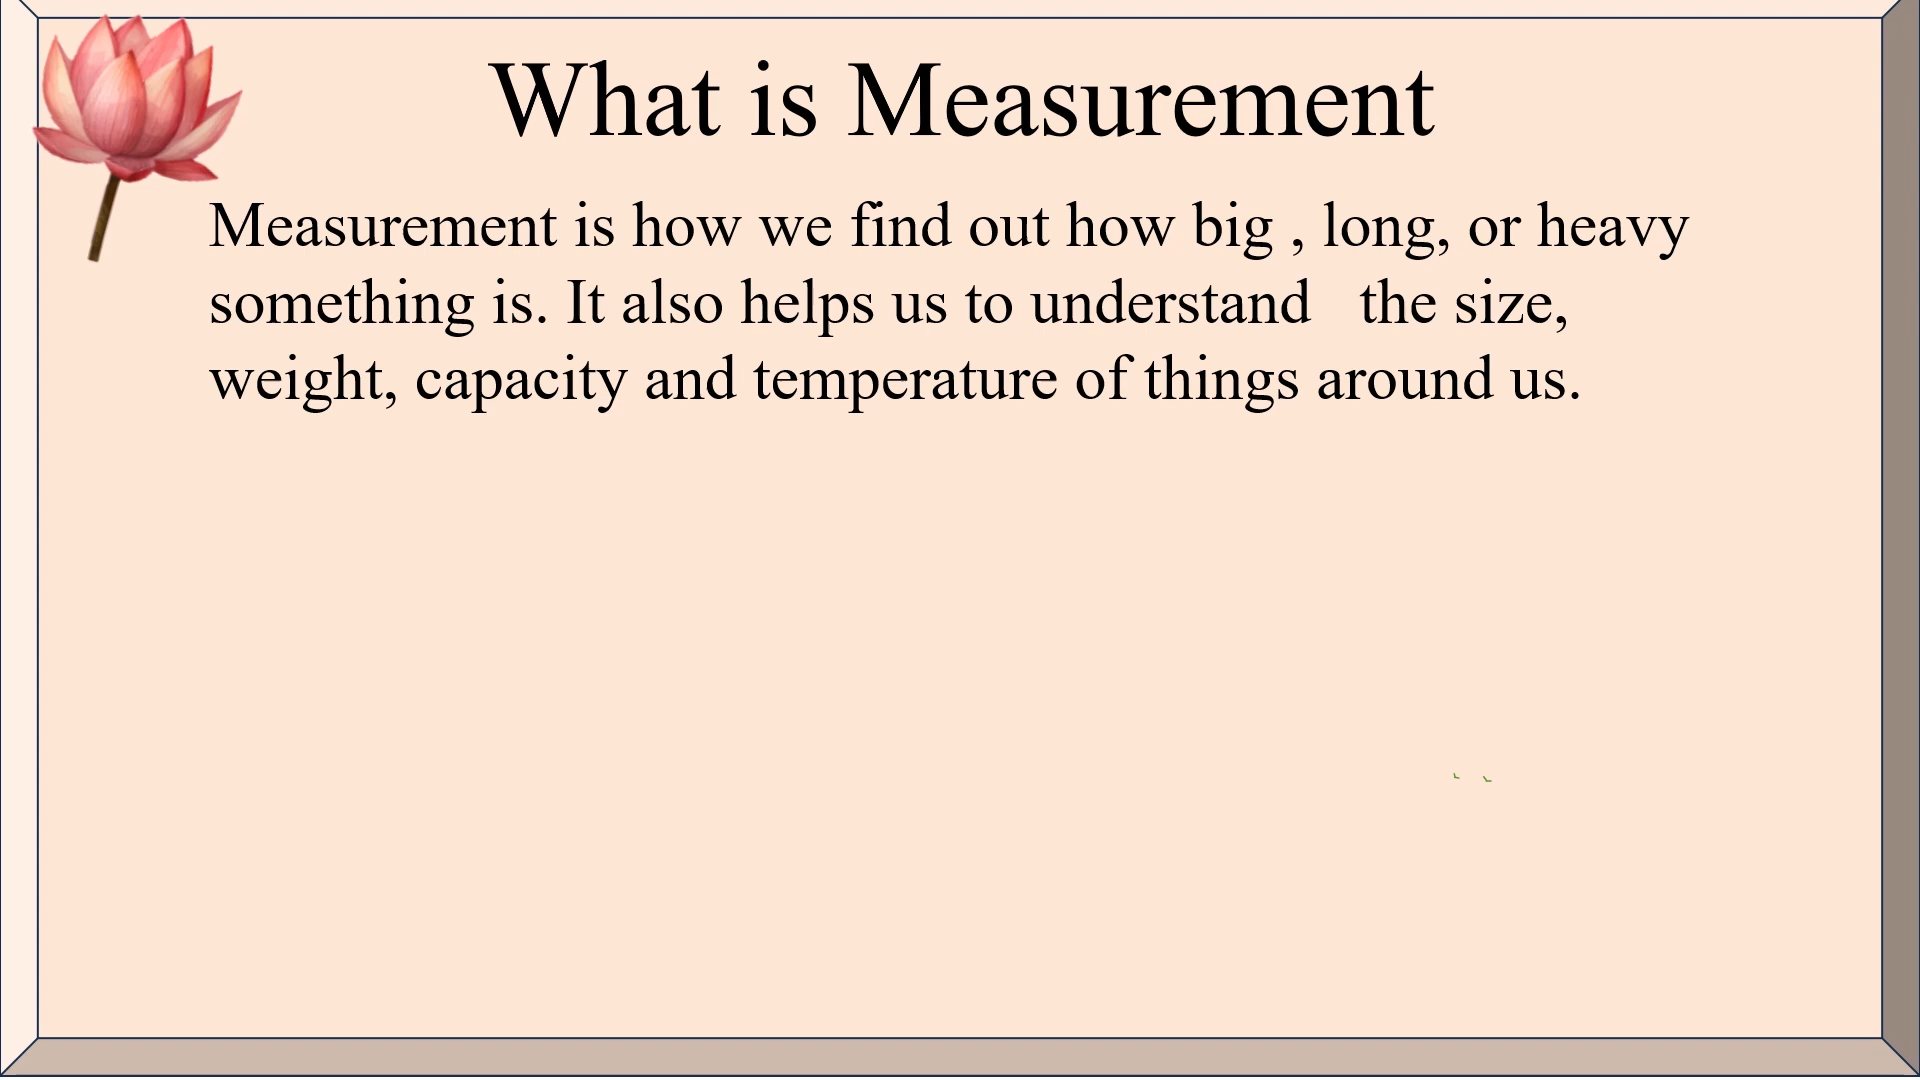 What is Measurement
Measurement is how we find out how big , long, or heavy
something is. It also helps us to understand   the size,
weight, capacity and temperature of things around us.